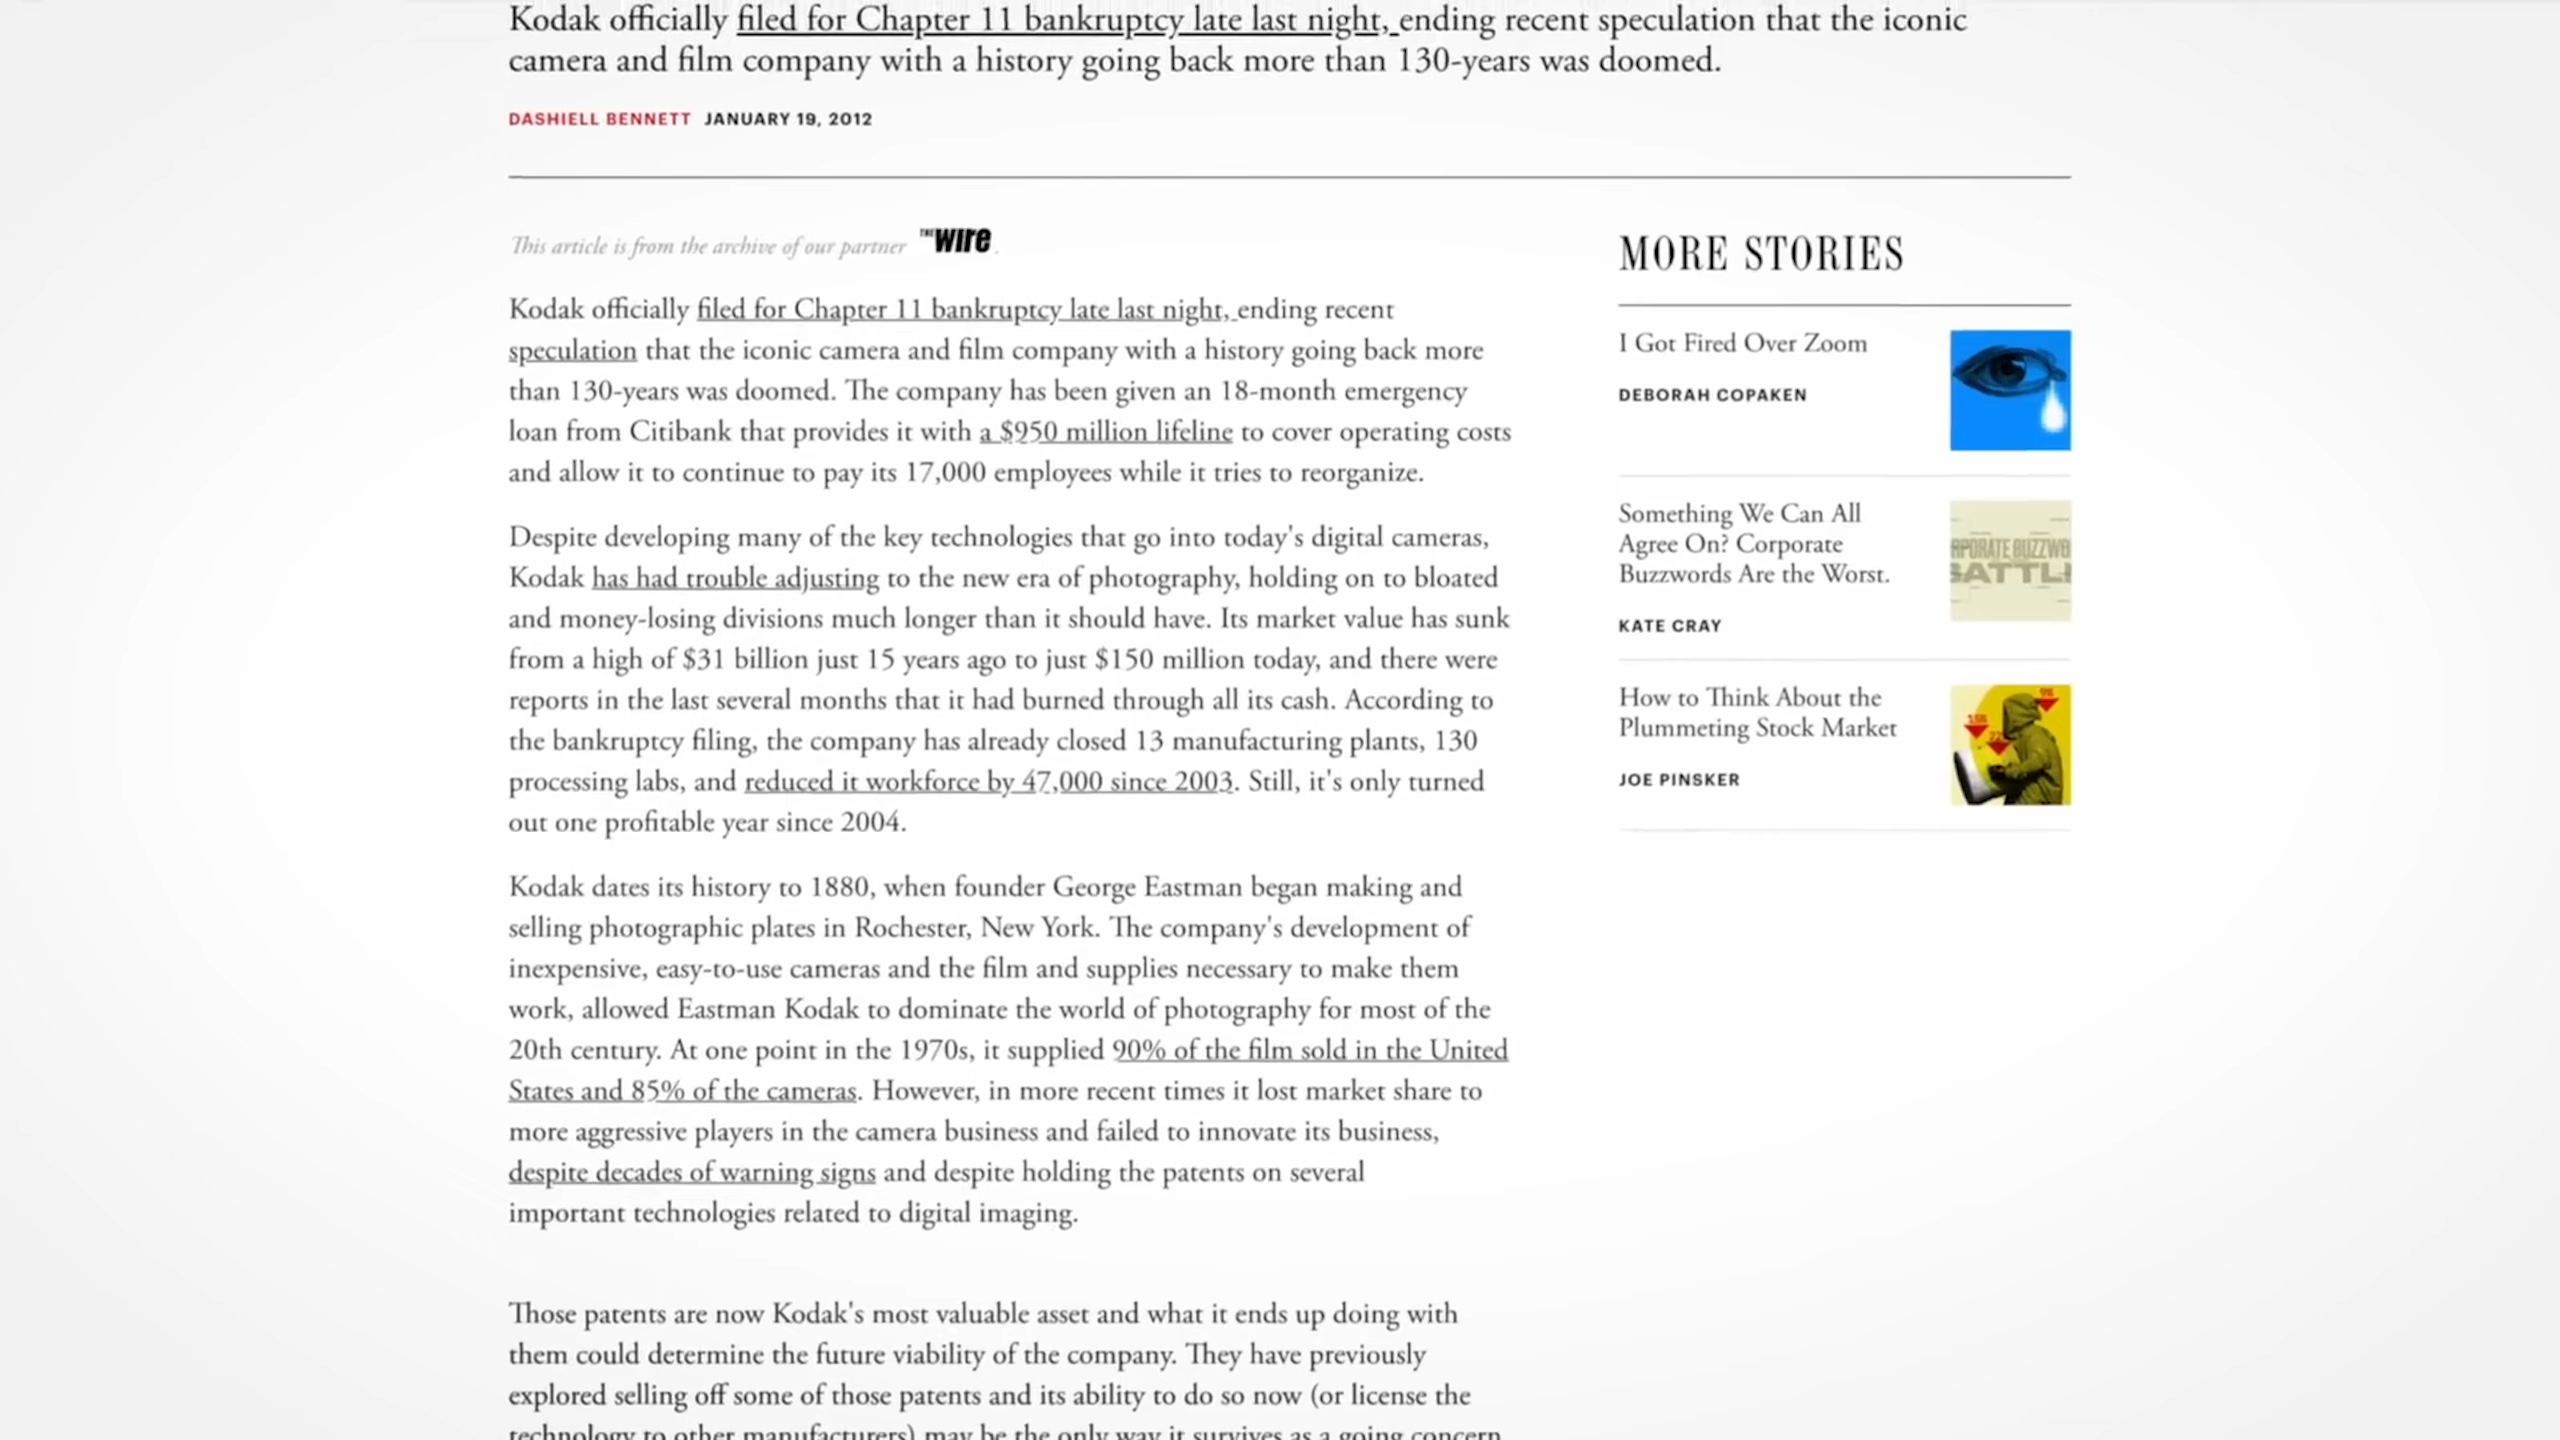 Kodak officially filed for Chapter 11 bankruptcy late last night, ending recent speculation that the iconic
camera and film company with a history going back more than 130-years was doomed.
DASHIELL BENNETT JANUARY 19, 2012
This article is from the archive of our partner THE WIRE .
Kodak officially filed for Chapter 11 bankruptcy late last night, ending recent
speculation that the iconic camera and film company with a history going back more
than 130-years was doomed. The company has been given an 18-month emergency
loan from Citibank that provides it with a $950 million lifeline to cover operating costs
and allow it to continue to pay its 17,000 employees while it tries to reorganize.
Despite developing many of the key technologies that go into today's digital cameras,
Kodak has had trouble adjusting to the new era of photography, holding on to bloated
and money-losing divisions much longer than it should have. Its market value has sunk
from a high of $31 billion just 15 years ago to just $150 million today, and there were
reports in the last several months that it had burned through all its cash. According to
the bankruptcy filing, the company has already closed 13 manufacturing plants, 130
processing labs, and reduced it workforce by 47,000 since 2003. Still, it's only turned
out one profitable year since 2004.
Kodak dates its history to 1880, when founder George Eastman began making and
selling photographic plates in Rochester, New York. The company's development of
inexpensive, easy-to-use cameras and the film and supplies necessary to make them
work, allowed Eastman Kodak to dominate the world of photography for most of the
20th century. At one point in the 1970s, it supplied 90% of the film sold in the United
States and 85% of the cameras. However, in more recent times it lost market share to
more aggressive players in the camera business and failed to innovate its business,
despite decades of warning signs and despite holding the patents on several
important technologies related to digital imaging.
Those patents are now Kodak's most valuable asset and what it ends up doing with
them could determine the future viability of the company. They have previously
explored selling off some of those patents and its ability to do so now (or license the
technology to other manufacturers) may be the only way it survives as a going concern
MORE STORIES
I Got Fired Over Zoom
DEBORAH COPAKEN
Something We Can All
Agree On? Corporate
Buzzwords Are the Worst.
KATE CRAY
RPORATE BUZZWO
BATTL
How to Think About the
Plummeting Stock Market
JOE PINSKER